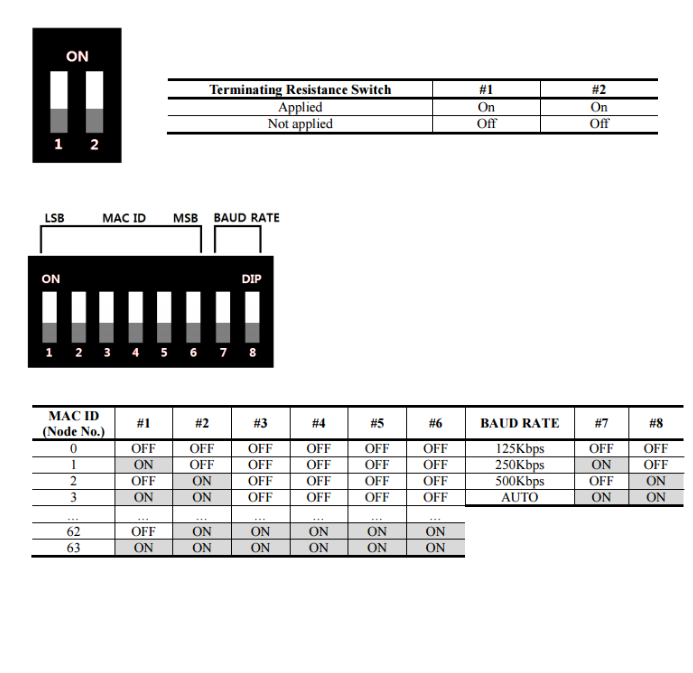 ON
1 2
Terminating Resistance Switch #1 #2
Applied On On
Not applied Off Off
LSB MAC ID MSB BAUD RATE
ON DIP
1 2 3 4 5 6 7 8
MAC ID
(Node No.) #1 #2 #3 #4 #5 #6 BAUD RATE #7 #8
0 OFF OFF OFF OFF OFF OFF 125Kbps OFF OFF
1 ON OFF OFF OFF OFF OFF 250Kbps ON OFF
2 OFF ON OFF OFF OFF OFF 500Kbps OFF ON
3 ON ON OFF OFF OFF OFF AUTO ON ON
... ... ... ... ... ... ...
62 OFF ON ON ON ON ON
63 ON ON ON ON ON ON